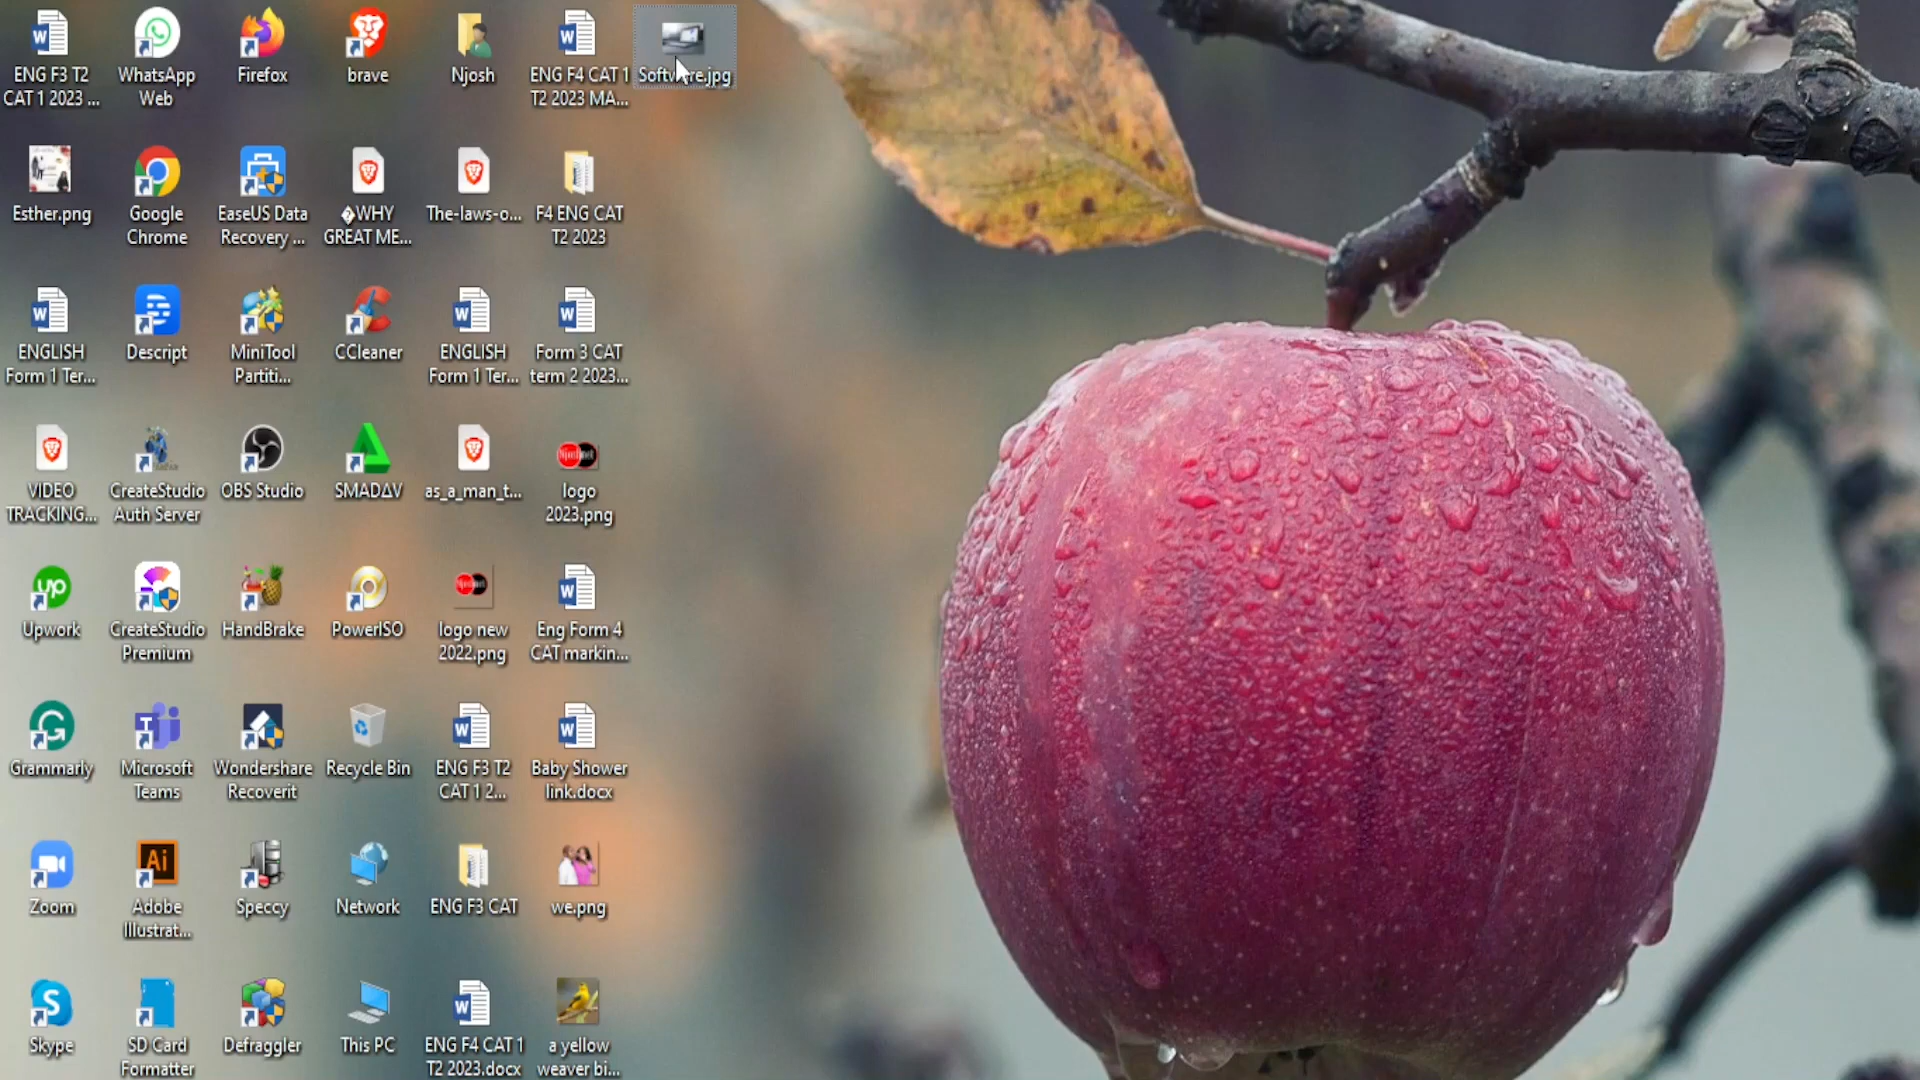 ENG F3 T2
CAT 1 2023 ...
WhatsApp
Web
Firefox
brave
Njosh
ENG F4 CAT 1
T2 2023 MA...
Software.jpg
Esther.png
Google
Chrome
EaseUS Data
Recovery ...
�WHY
GREAT ME...
The-laws-o...
F4 ENG CAT
T2 2023
ENGLISH
Form 1 Ter...
Descript
MiniTool
Partiti...
CCleaner
ENGLISH
Form 1 Ter...
Form 3 CAT
term 2 2023...
VIDEO
TRACKING...
CreateStudio
Auth Server
OBS Studio
SMADΔV
as_a_man_t...
logo
2023.png
up
Upwork
CreateStudio
Premium
HandBrake
PowerISO
logo new
2022.png
Eng Form 4
CAT markin...
Grammarly
Microsoft
Teams
Wondershare
Recoverit
Recycle Bin
ENG F3 T2
CAT 1 2...
Baby Shower
link.docx
Zoom
Ai
Adobe
Illustrat...
Speccy
Network
ENG F3 CAT
we.png
Skype
SD Card
Formatter
Defraggler
This PC
ENG F4 CAT 1
T2 2023.docx
a yellow
weaver bi...